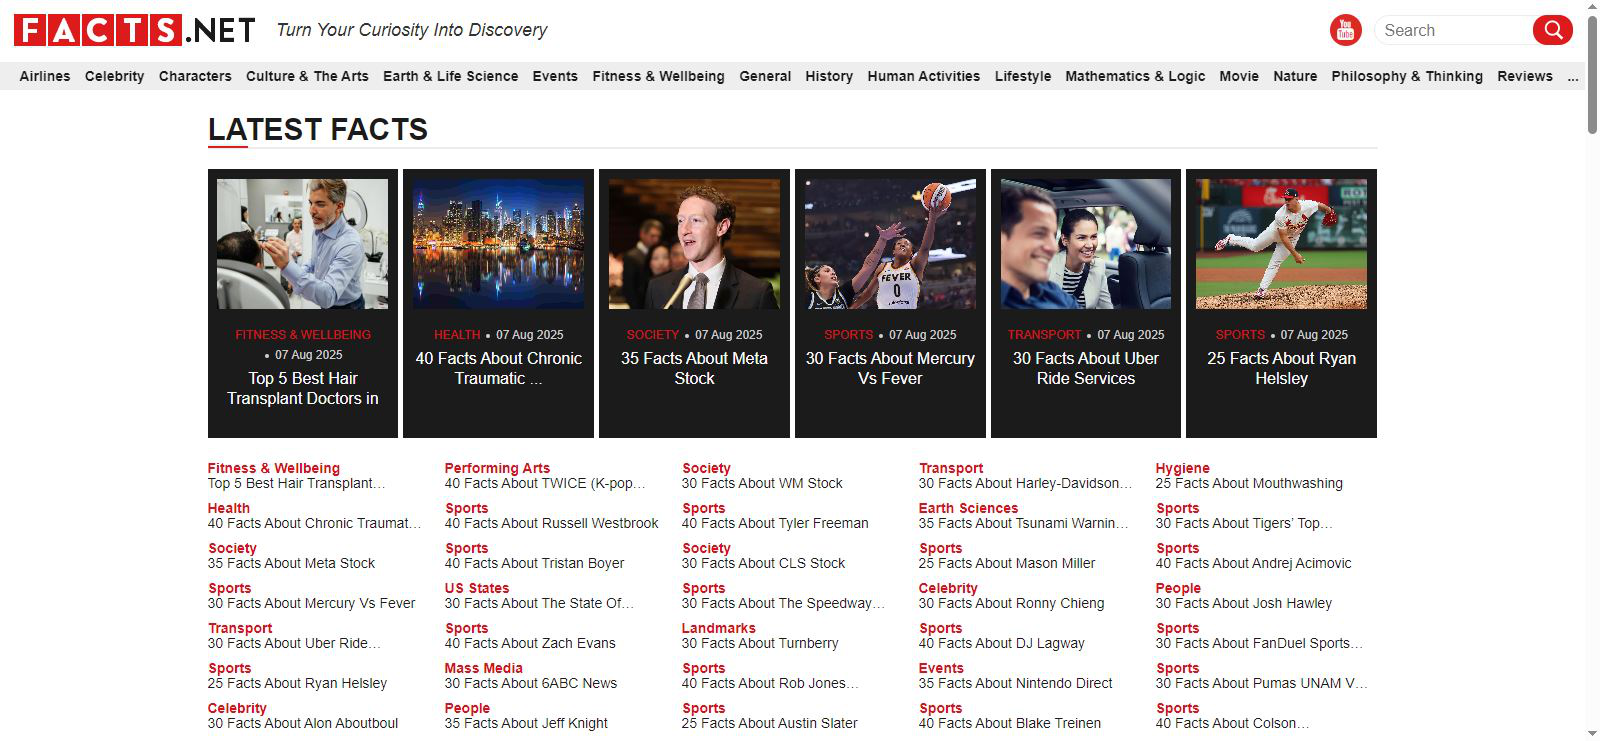 FACTS.NET
Turn Your Curiosity Into Discovery
You
Tube
Search
Airlines Celebrity Characters Culture & The Arts Earth & Life Science Events Fitness & Wellbeing General History Human Activities Lifestyle Mathematics & Logic Movie Nature Philosophy & Thinking Reviews ...
LATEST FACTS
FITNESS & WELLBEING
• 07 Aug 2025
Top 5 Best Hair
Transplant Doctors in
HEALTH • 07 Aug 2025
40 Facts About Chronic
Traumatic ...
SOCIETY • 07 Aug 2025
35 Facts About Meta
Stock
FEVER
0
SPORTS • 07 Aug 2025
30 Facts About Mercury
Vs Fever
TRANSPORT • 07 Aug 2025
30 Facts About Uber
Ride Services
SPORTS • 07 Aug 2025
25 Facts About Ryan
Helsley
Fitness & Wellbeing
Top 5 Best Hair Transplant…
Health
40 Facts About Chronic Traumat…
Society
35 Facts About Meta Stock
Sports
30 Facts About Mercury Vs Fever
Transport
30 Facts About Uber Ride…
Sports
25 Facts About Ryan Helsley
Celebrity
30 Facts About Alon Aboutboul
Performing Arts
40 Facts About TWICE (K-pop…
Sports
40 Facts About Russell Westbrook
Sports
40 Facts About Tristan Boyer
US States
30 Facts About The State Of…
Sports
40 Facts About Zach Evans
Mass Media
30 Facts About 6ABC News
People
35 Facts About Jeff Knight
Society
30 Facts About WM Stock
Sports
40 Facts About Tyler Freeman
Society
30 Facts About CLS Stock
Sports
30 Facts About The Speedway…
Landmarks
30 Facts About Turnberry
Sports
40 Facts About Rob Jones…
Sports
25 Facts About Austin Slater
Transport
30 Facts About Harley-Davidson…
Earth Sciences
35 Facts About Tsunami Warnin…
Sports
25 Facts About Mason Miller
Celebrity
30 Facts About Ronny Chieng
Sports
40 Facts About DJ Lagway
Events
35 Facts About Nintendo Direct
Sports
40 Facts About Blake Treinen
Hygiene
25 Facts About Mouthwashing
Sports
30 Facts About Tigers’ Top…
Sports
40 Facts About Andrej Acimovic
People
30 Facts About Josh Hawley
Sports
30 Facts About FanDuel Sports…
Sports
30 Facts About Pumas UNAM V…
Sports
40 Facts About Colson…